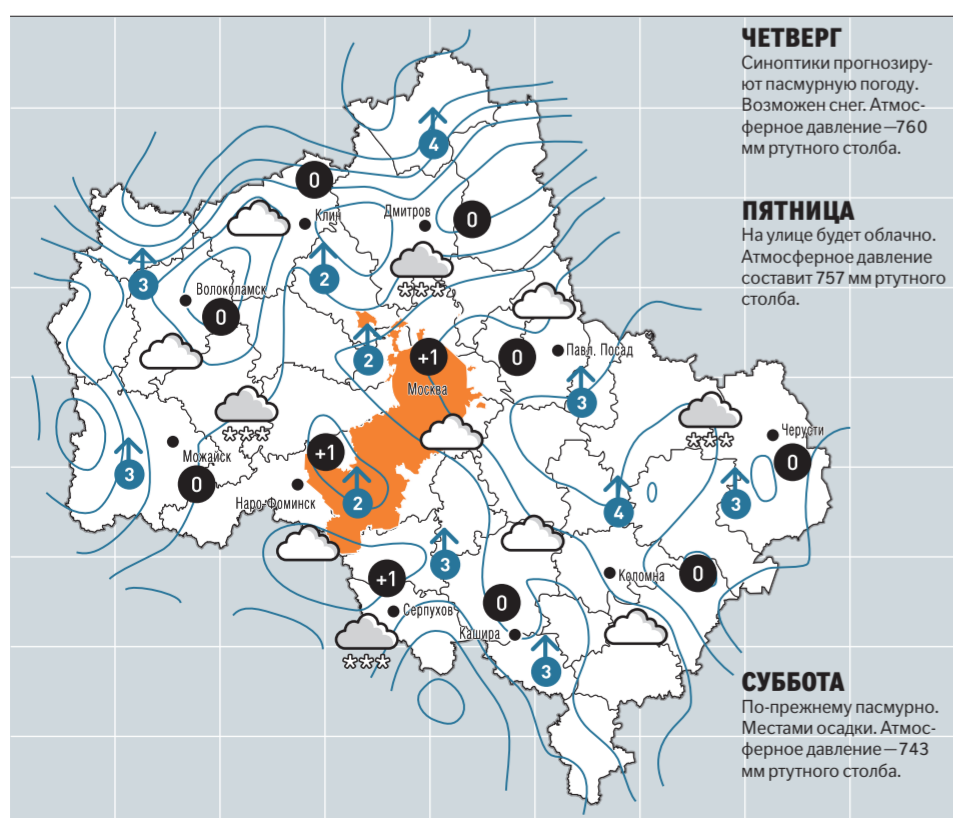 ЧЕТВЕРГ
Синоптики прогнозиру-
ют пасмурную погоду.
Возможен снег. Атмос-
ферное давление — 760
мм ртутного столба.
ПЯТНИЦА
На улице будет облачно.
Атмосферное давление
составит 757 мм ртутного
столба.
СУББОТА
По-прежнему пасмурно.
Местами осадки. Атмос-
ферное давление — 743
мм ртутного столба.
4
0
Клин
Дмитров
0
3
2
Волоколамск
0
2
+1
0
Павл. Посад
Москва
3
Черусти
0
3
Можайск
0
+1
Наро-Фоминск
2
4
3
3
+1
Серпухов
0
Кашира
Коломна
0
3